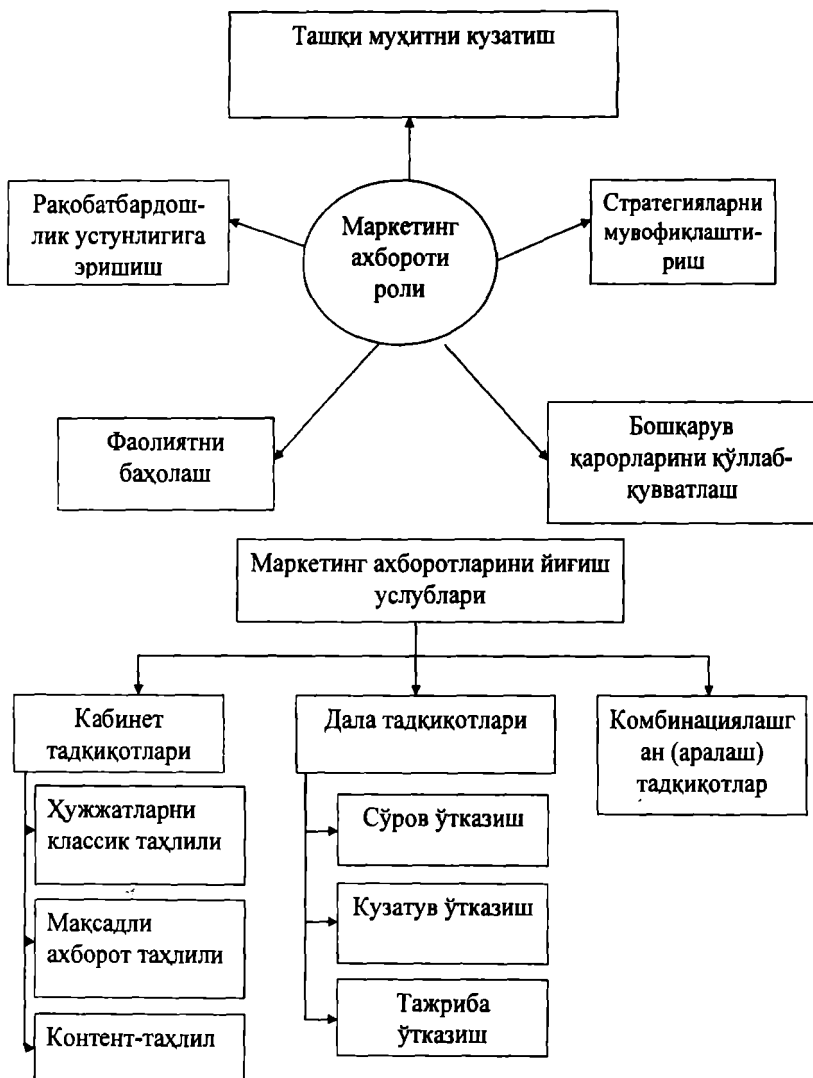 Ташқи муҳитни кузатиш
Рақобатбардош-
лик устунлигига
эришиш
Маркетинг
ахбороти
роли
Стратегияларни
мувофиқлашти-
риш
Фаолиятни
баҳолаш
Бошқарув
қарорларини қўллаб-
қувватлаш
Маркетинг ахборотларини йиғиш
услублари
Кабинет
тадқиқотлари
Дала тадқиқотлари
Комбинациялашг
ан (аралаш)
тадқиқотлар
Ҳужжатларни
классик таҳлили
Мақсадли
ахборот таҳлили
Контент-таҳлил
Сўров ўтказиш
Кузатув ўтказиш
Тажриба
ўтказиш